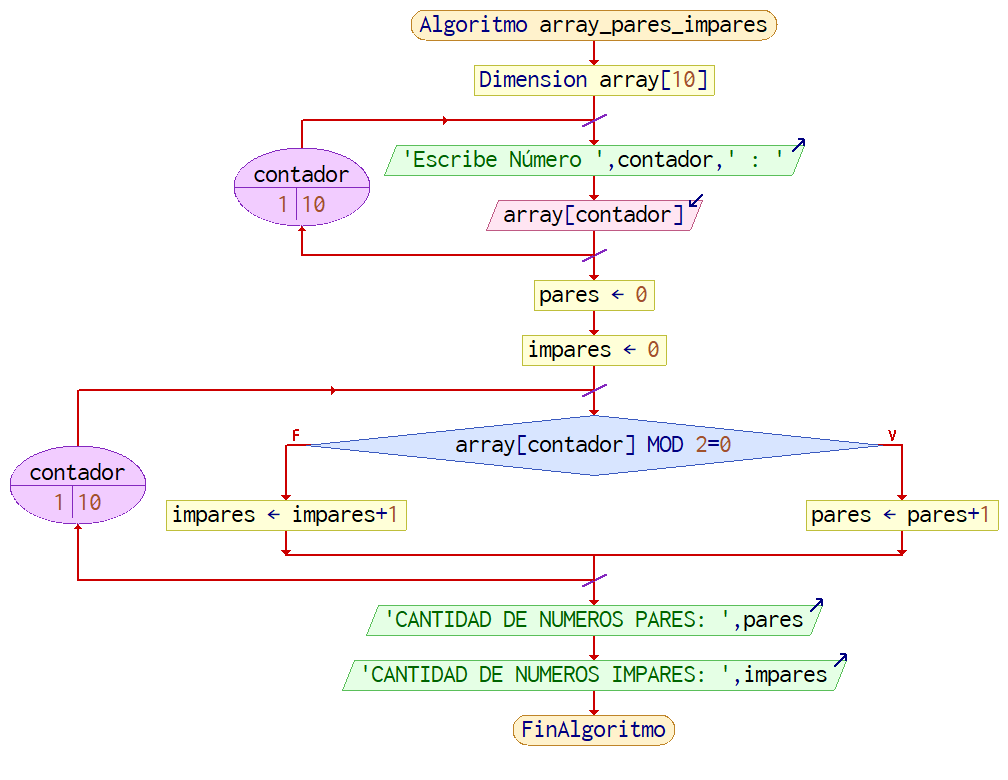 Algoritmo array_pares_impares
Dimension array[10]
'Escribe Número ',contador,' : '
contador
1 10
array[contador]
pares ← 0
impares ← 0
F
V
array[contador] MOD 2=0
contador
1 10
impares ← impares+1
pares ← pares+1
'CANTIDAD DE NUMEROS PARES: ',pares
'CANTIDAD DE NUMEROS IMPARES: ',impares
FinAlgoritmo